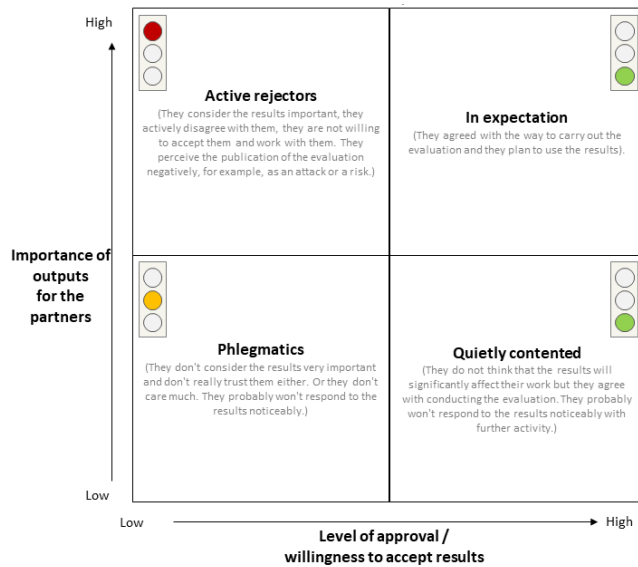 High
Active rejectors
(They consider the results important, they
actively disagree with them, they are not willing
to accept them and work with them. They
perceive the publication of the evaluation
negatively, for example, as an attack or a risk.)
In expectation
(They agreed with the way to carry out the
evaluation and they plan to use the results).
Importance of
outputs
for the
partners
Phlegmatics
(They don't consider the results very important
and don't really trust them either. Or they don't
care much. They probably won't respond to the
results noticeably.)
Quietly contented
(They do not think that the results will
significantly affect their work but they agree
with conducting the evaluation. They probably
won't respond to the results noticeably with
further activity.)
Low
Low
High
Level of approval /
willingness to accept results